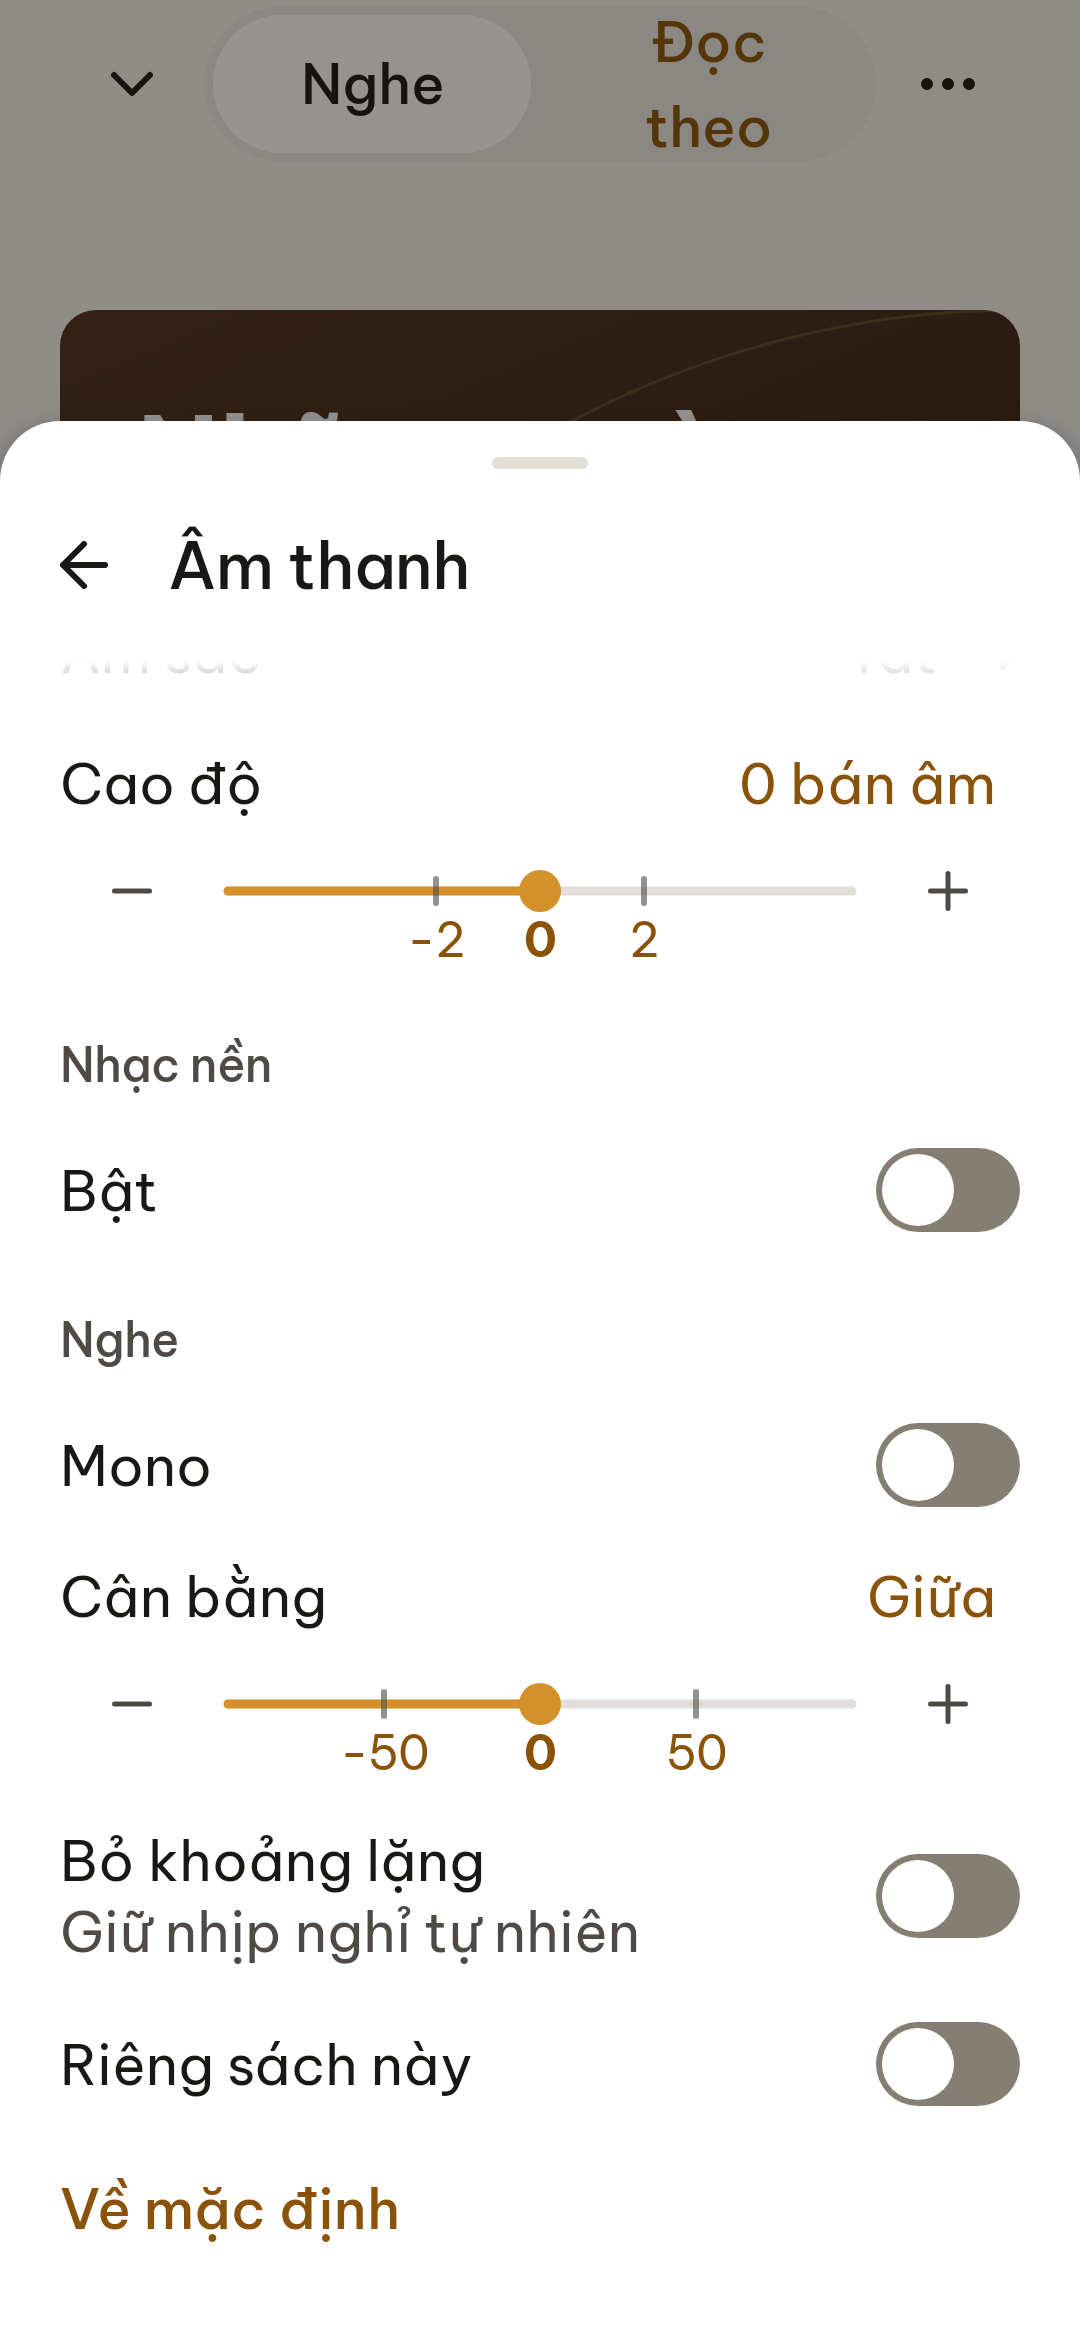 Nghe
Đọc
theo
Âm thanh
Cao độ
0 bán âm
-2
0
2
Nhạc nền
Bật
Nghe
Mono
Cân bằng
Giữa
-50
0
50
Bỏ khoảng lặng
Giữ nhịp nghỉ tự nhiên
Riêng sách này
Về mặc định